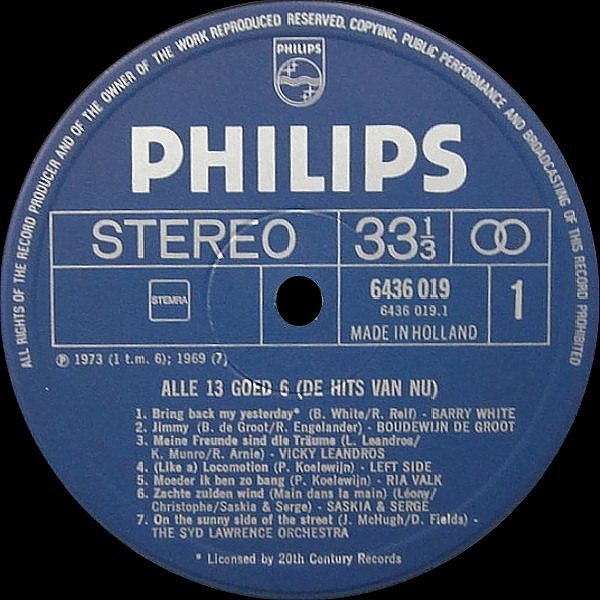 ALL RIGHTS OF THE RECORD PRODUCER AND OF THE OWNER OF THE WORK REPRODUCED RESERVED. COPYING, PUBLIC PERFORMANCE AND BROADCASTING OF THIS RECORD PROHIBITED
PHILIPS
PHILIPS
STEREO 33 1/3
STEMRA 6436 019 1
6436 019.1
MADE IN HOLLAND
Ⓟ 1973 (1 t.m. 6); 1969 (7)
ALLE 13 GOED 6 (DE HITS VAN NU)
1. Bring back my yesterday* (B. White/R. Relf) - BARRY WHITE
2. Jimmy (B. de Groot/R. Engelander) - BOUDEWIJN DE GROOT
3. Meine Freunde sind die Träume (L. Leandros/
K. Munro/R. Arnie) - VICKY LEANDROS
4. (Like a) Locomotion (P. Koelewijn) - LEFT SIDE
5. Moeder ik ben zo bang (P. Koelewijn) - RIA VALK
6. Zachte zuiden wind (Main dans la main) (Léony/
Christophe/Saskia & Serge) - SASKIA & SERGE
7. On the sunny side of the street (J. McHugh/D. Fields) -
THE SYD LAWRENCE ORCHESTRA
* Licensed by 20th Century Records